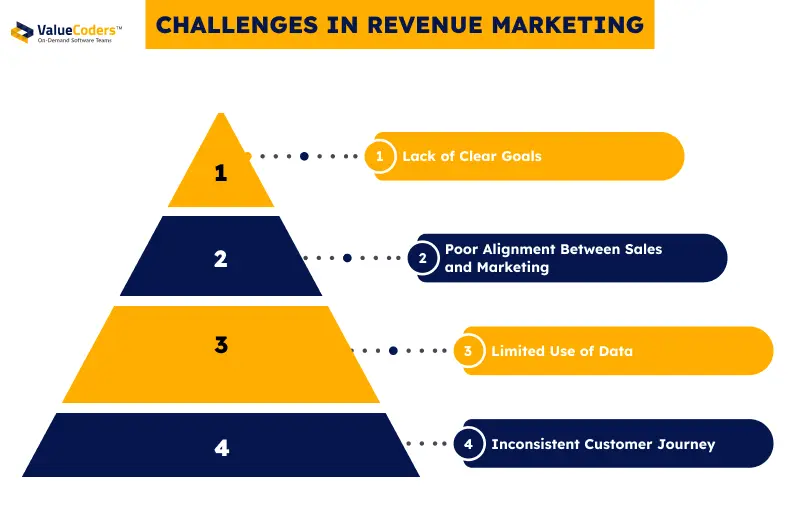 ValueCoders™
On-Demand Software Teams
CHALLENGES IN REVENUE MARKETING
1
1 Lack of Clear Goals
2
2 Poor Alignment Between Sales
and Marketing
3
3 Limited Use of Data
4
4 Inconsistent Customer Journey